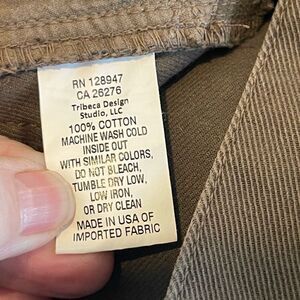 RN 128947
CA 26276
Tribeca Design
Studio, LLC
100% COTTON
MACHINE WASH COLD
INSIDE OUT
WITH SIMILAR COLORS,
DO NOT BLEACH,
TUMBLE DRY LOW,
LOW IRON,
OR DRY CLEAN
MADE IN USA OF
IMPORTED FABRIC